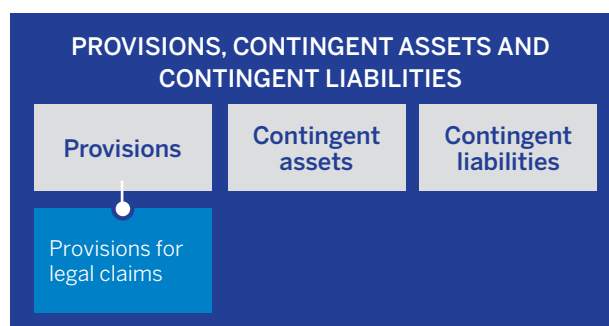 PROVISIONS, CONTINGENT ASSETS AND
CONTINGENT LIABILITIES
Provisions
Contingent
assets
Contingent
liabilities
Provisions for
legal claims